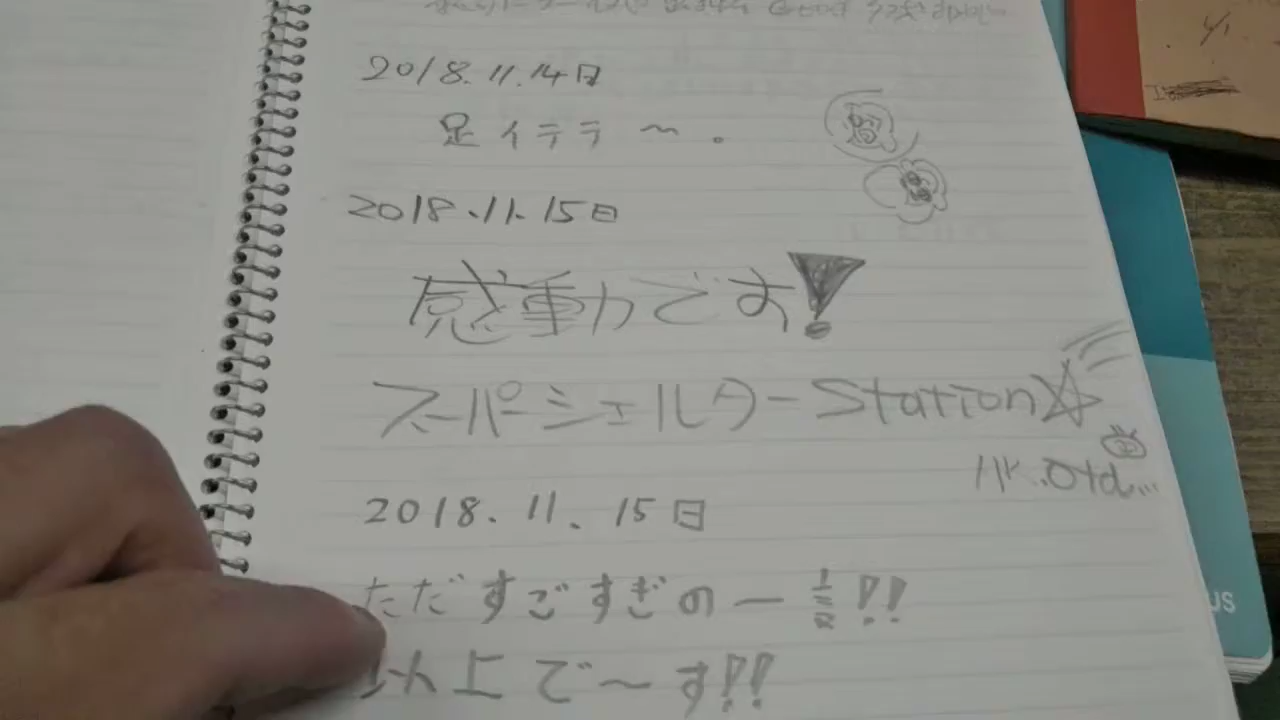 2018.11.14日
足イテテ～。
2018.11.15日
感動です!
スーパーシェルターStation☆
2018.11.15日
ただすごすぎの一言!!
以上で～す!!